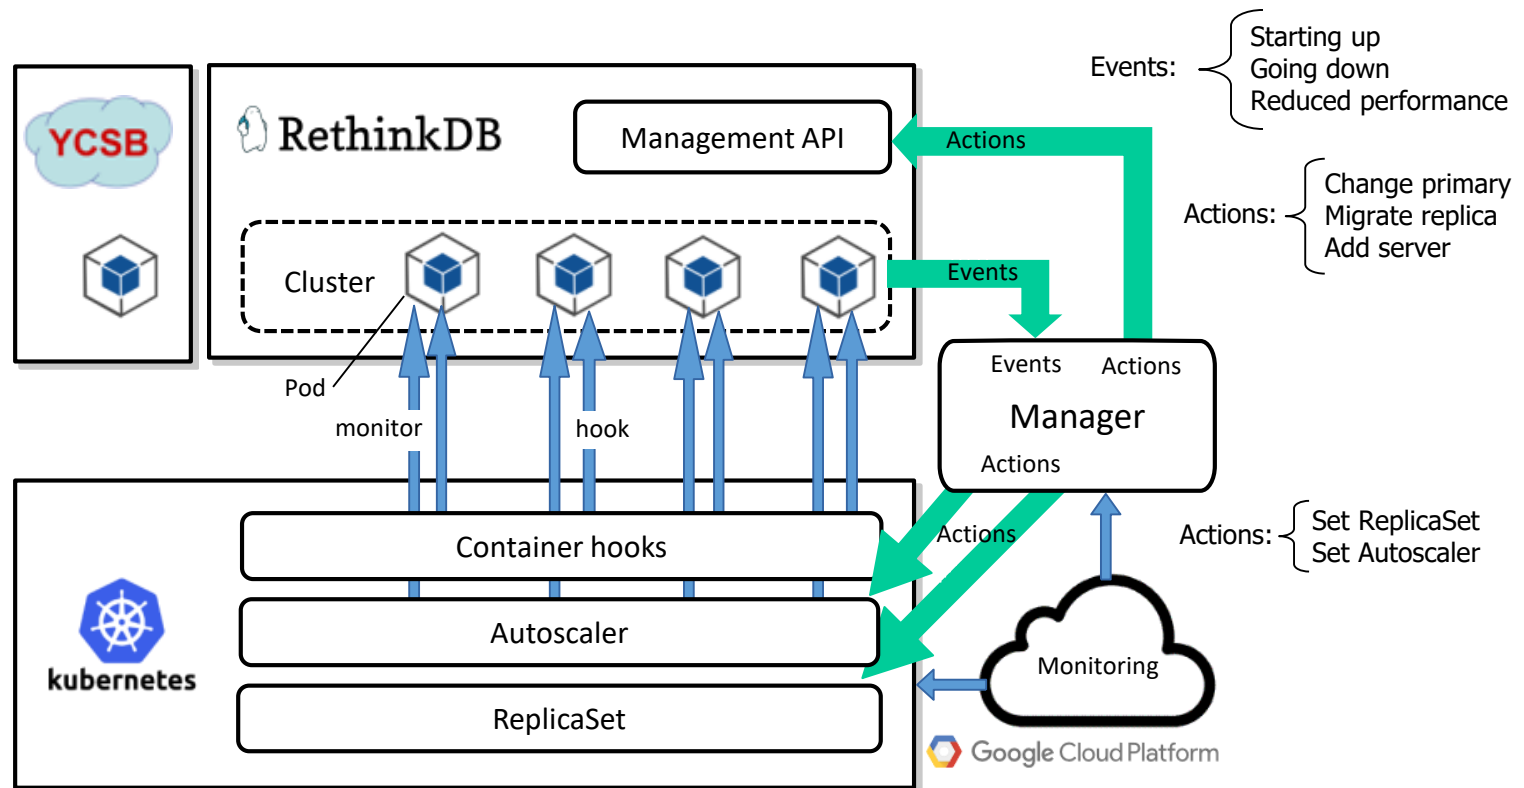 Events:
Starting up
Going down
Reduced performance
YCSB
RethinkDB
Management API
Actions
Actions:
Change primary
Migrate replica
Add server
Cluster
Events
Pod
monitor
hook
Events
Actions
Manager
Actions
Container hooks
Actions
Actions:
Set ReplicaSet
Set Autoscaler
Autoscaler
kubernetes
Monitoring
ReplicaSet
Google Cloud Platform